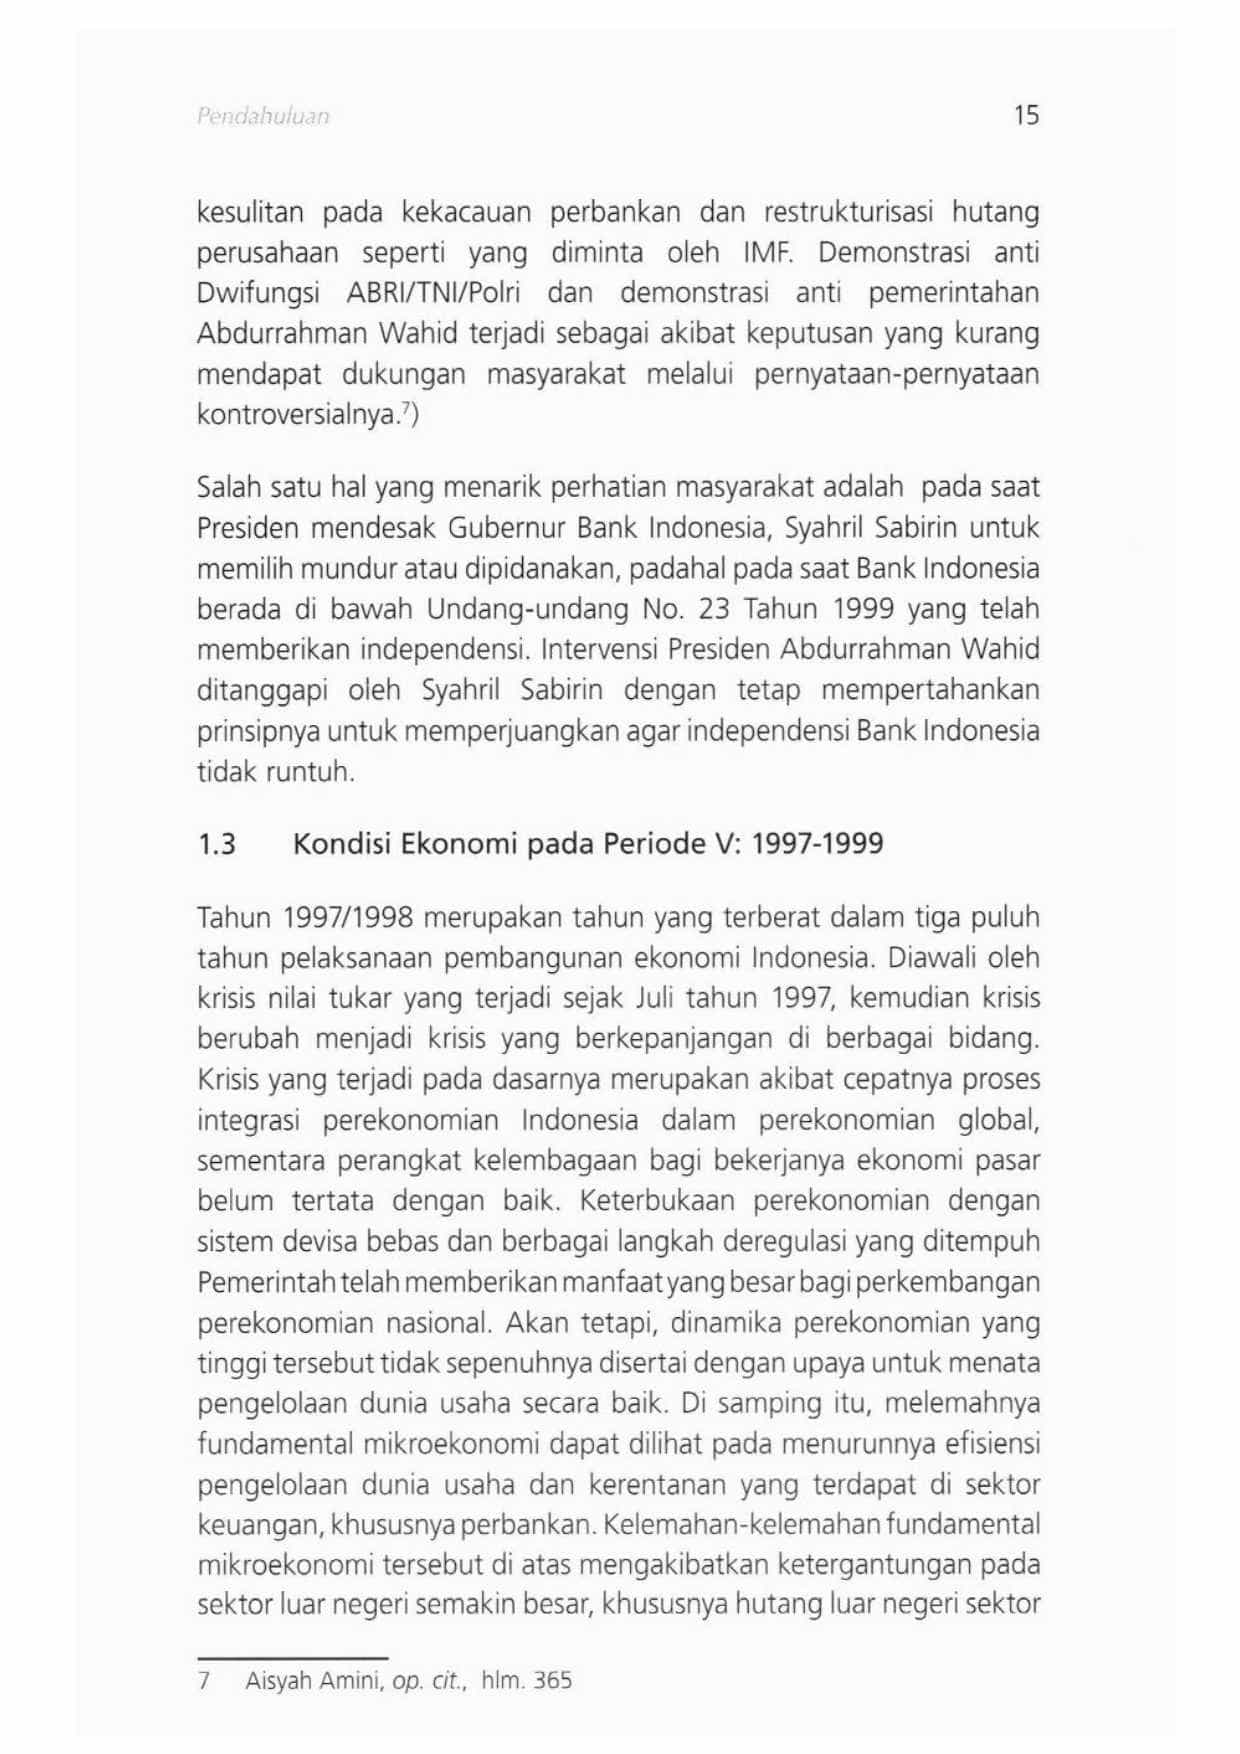 Pendahuluan
15
kesulitan pada kekacauan perbankan dan restrukturisasi hutang
perusahaan seperti yang diminta oleh IMF. Demonstrasi anti
Dwifungsi ABRI/TNI/Polri dan demonstrasi anti pemerintahan
Abdurrahman Wahid terjadi sebagai akibat keputusan yang kurang
mendapat dukungan masyarakat melalui pernyataan-pernyataan
kontroversialnya.⁷)
Salah satu hal yang menarik perhatian masyarakat adalah pada saat
Presiden mendesak Gubernur Bank Indonesia, Syahril Sabirin untuk
memilih mundur atau dipidanakan, padahal pada saat Bank Indonesia
berada di bawah Undang-undang No. 23 Tahun 1999 yang telah
memberikan independensi. Intervensi Presiden Abdurrahman Wahid
ditanggapi oleh Syahril Sabirin dengan tetap mempertahankan
prinsipnya untuk memperjuangkan agar independensi Bank Indonesia
tidak runtuh.
1.3 Kondisi Ekonomi pada Periode V: 1997-1999
Tahun 1997/1998 merupakan tahun yang terberat dalam tiga puluh
tahun pelaksanaan pembangunan ekonomi Indonesia. Diawali oleh
krisis nilai tukar yang terjadi sejak Juli tahun 1997, kemudian krisis
berubah menjadi krisis yang berkepanjangan di berbagai bidang.
Krisis yang terjadi pada dasarnya merupakan akibat cepatnya proses
integrasi perekonomian Indonesia dalam perekonomian global,
sementara perangkat kelembagaan bagi bekerjanya ekonomi pasar
belum tertata dengan baik. Keterbukaan perekonomian dengan
sistem devisa bebas dan berbagai langkah deregulasi yang ditempuh
Pemerintah telah memberikan manfaat yang besar bagi perkembangan
perekonomian nasional. Akan tetapi, dinamika perekonomian yang
tinggi tersebut tidak sepenuhnya disertai dengan upaya untuk menata
pengelolaan dunia usaha secara baik. Di samping itu, melemahnya
fundamental mikroekonomi dapat dilihat pada menurunnya efisiensi
pengelolaan dunia usaha dan kerentanan yang terdapat di sektor
keuangan, khususnya perbankan. Kelemahan-kelemahan fundamental
mikroekonomi tersebut di atas mengakibatkan ketergantungan pada
sektor luar negeri semakin besar, khususnya hutang luar negeri sektor
7 Aisyah Amini, op. cit., hlm. 365